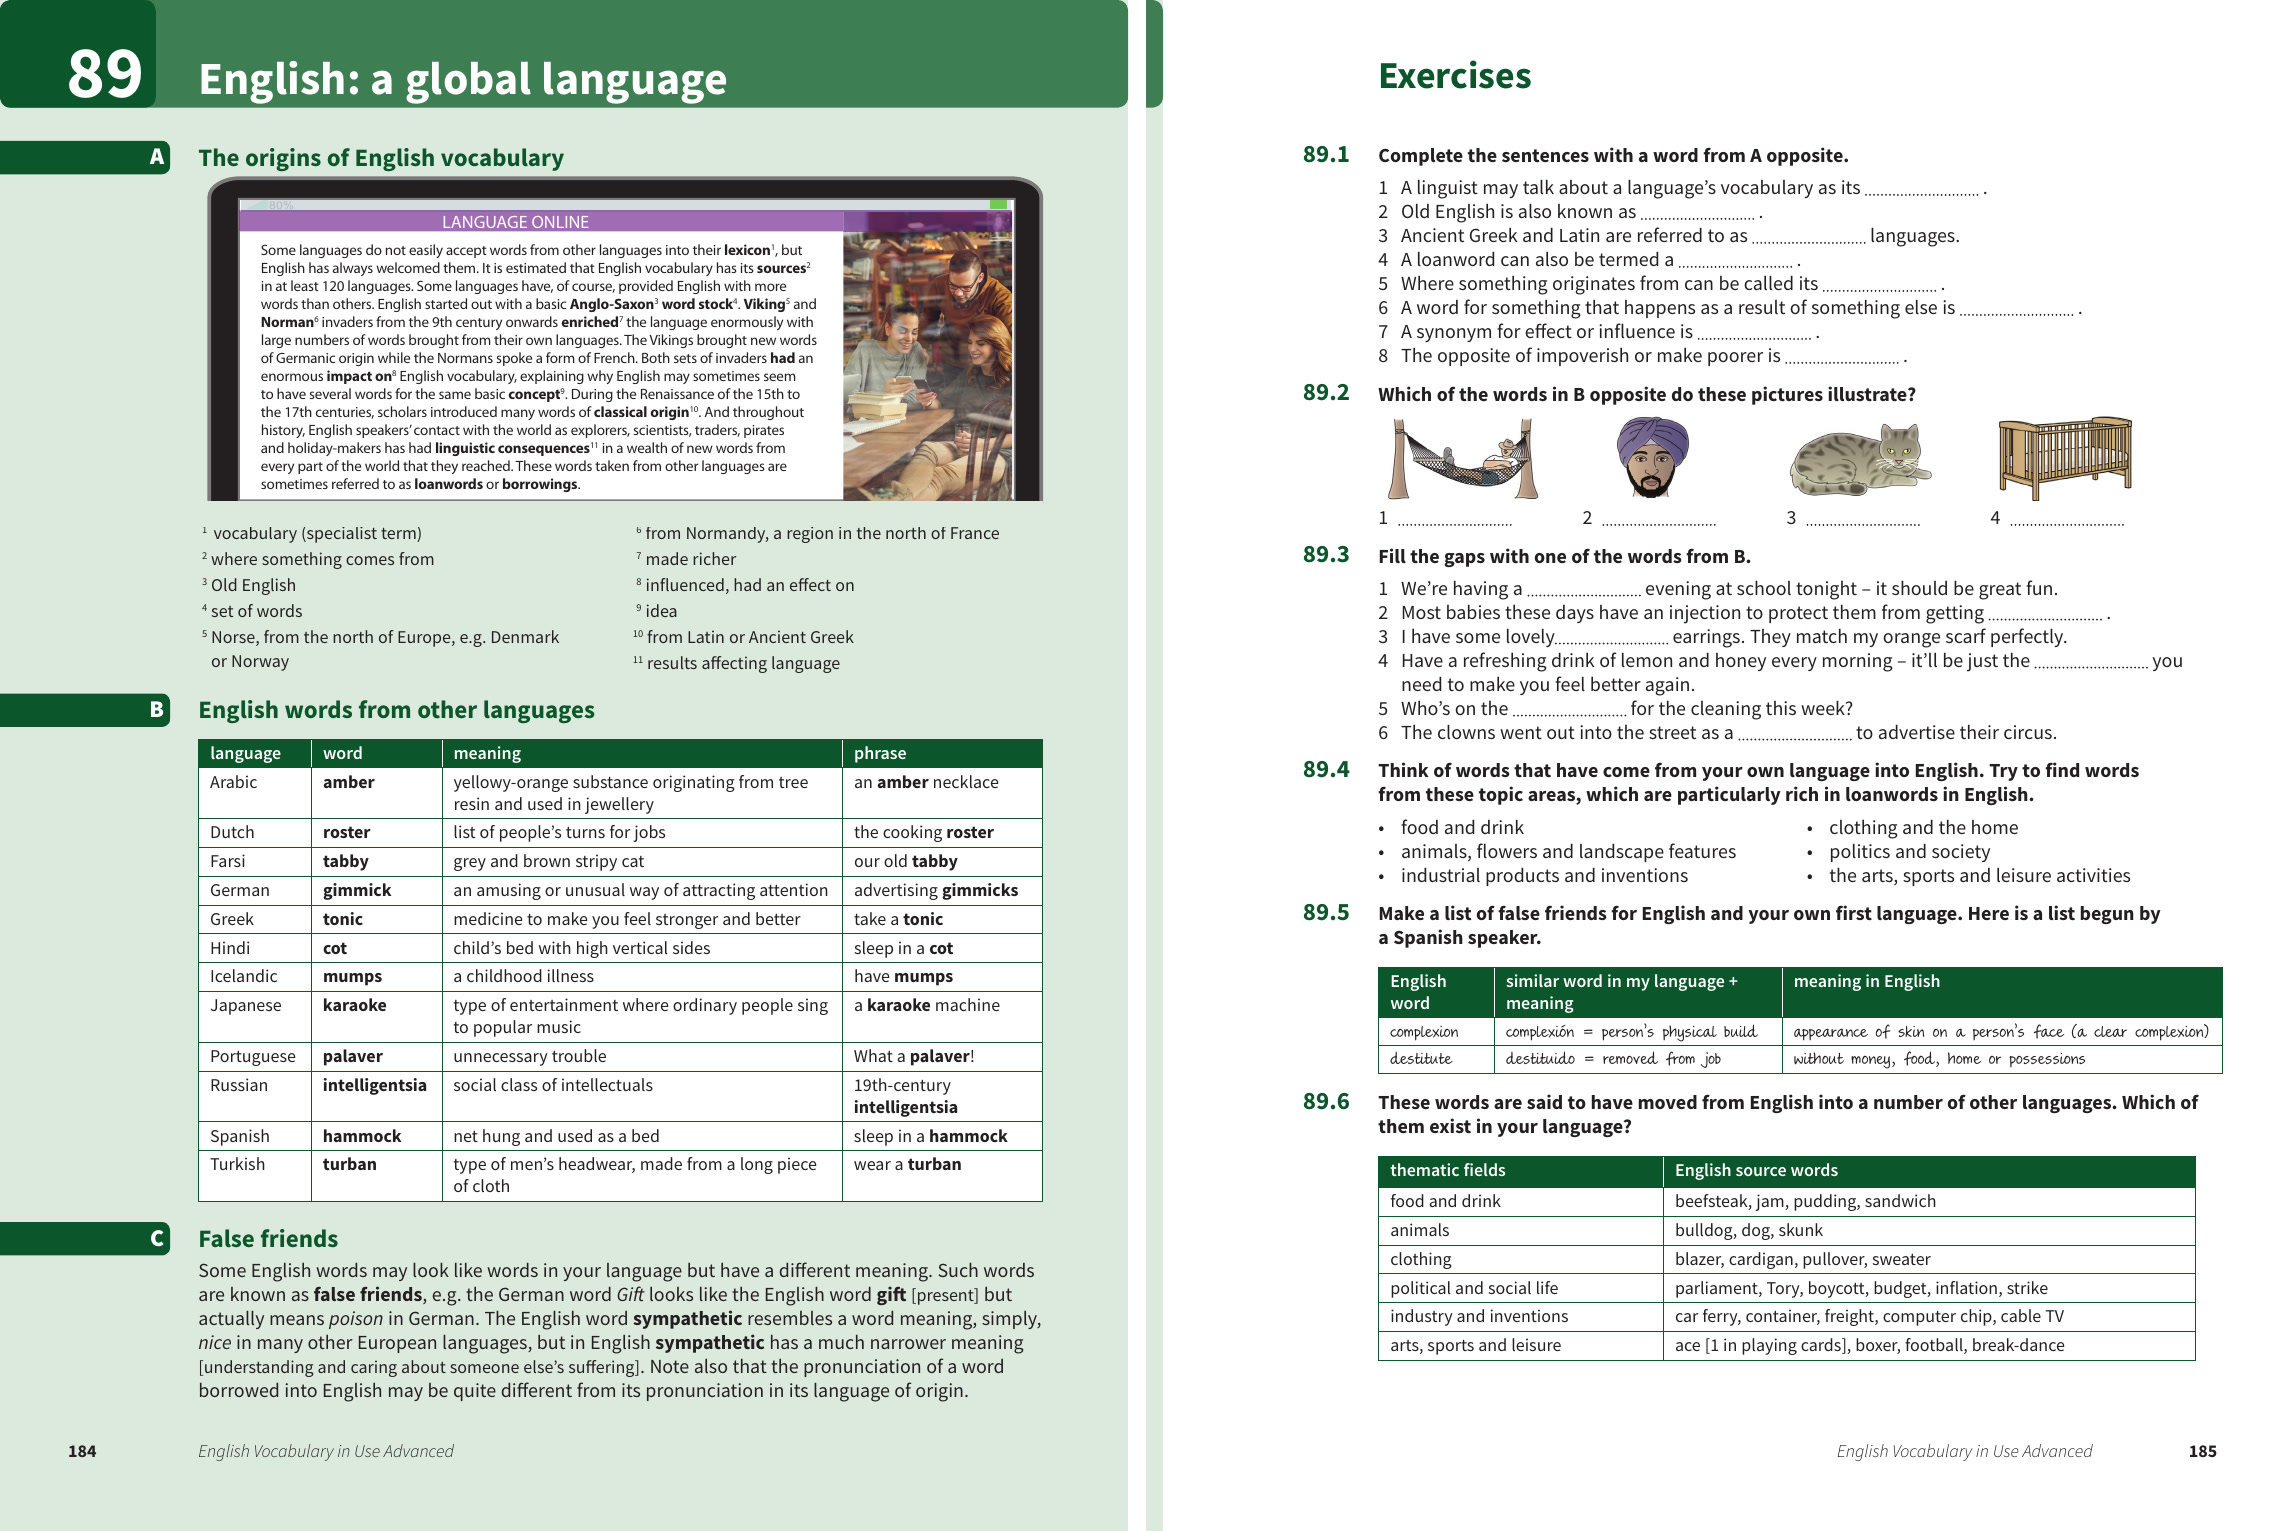 89
English: a global language
A
The origins of English vocabulary
80%
LANGUAGE ONLINE
Some languages do not easily accept words from other languages into their lexicon1, but
English has always welcomed them. It is estimated that English vocabulary has its sources2
in at least 120 languages. Some languages have, of course, provided English with more
words than others. English started out with a basic Anglo-Saxon3 word stock4. Viking5 and
Norman6 invaders from the 9th century onwards enriched7 the language enormously with
large numbers of words brought from their own languages. The Vikings brought new words
of Germanic origin while the Normans spoke a form of French. Both sets of invaders had an
enormous impact on8 English vocabulary, explaining why English may sometimes seem
to have several words for the same basic concept9. During the Renaissance of the 15th to
the 17th centuries, scholars introduced many words of classical origin10. And throughout
history, English speakers' contact with the world as explorers, scientists, traders, pirates
and holiday-makers has had linguistic consequences11 in a wealth of new words from
every part of the world that they reached. These words taken from other languages are
sometimes referred to as loanwords or borrowings.
1 vocabulary (specialist term)
2 where something comes from
3 Old English
4 set of words
5 Norse, from the north of Europe, e.g. Denmark
or Norway
6 from Normandy, a region in the north of France
7 made richer
8 influenced, had an effect on
9 idea
10 from Latin or Ancient Greek
11 results affecting language
B
English words from other languages
language word meaning phrase
Arabic amber yellowy-orange substance originating from tree an amber necklace
resin and used in jewellery
Dutch roster list of people's turns for jobs the cooking roster
Farsi tabby grey and brown stripy cat our old tabby
German gimmick an amusing or unusual way of attracting attention advertising gimmicks
Greek tonic medicine to make you feel stronger and better take a tonic
Hindi cot child's bed with high vertical sides sleep in a cot
Icelandic mumps a childhood illness have mumps
Japanese karaoke type of entertainment where ordinary people sing a karaoke machine
to popular music
Portuguese palaver unnecessary trouble What a palaver!
Russian intelligentsia social class of intellectuals 19th-century
intelligentsia
Spanish hammock net hung and used as a bed sleep in a hammock
Turkish turban type of men's headwear, made from a long piece wear a turban
of cloth
C
False friends
Some English words may look like words in your language but have a different meaning. Such words
are known as false friends, e.g. the German word Gift looks like the English word gift [present] but
actually means poison in German. The English word sympathetic resembles a word meaning, simply,
nice in many other European languages, but in English sympathetic has a much narrower meaning
[understanding and caring about someone else's suffering]. Note also that the pronunciation of a word
borrowed into English may be quite different from its pronunciation in its language of origin.
184 English Vocabulary in Use Advanced
Exercises
89.1 Complete the sentences with a word from A opposite.
1 A linguist may talk about a language's vocabulary as its ............................. .
2 Old English is also known as ............................. .
3 Ancient Greek and Latin are referred to as ............................. languages.
4 A loanword can also be termed a ............................. .
5 Where something originates from can be called its ............................. .
6 A word for something that happens as a result of something else is ............................. .
7 A synonym for effect or influence is ............................. .
8 The opposite of impoverish or make poorer is ............................. .
89.2 Which of the words in B opposite do these pictures illustrate?
1 ............................. 2 ............................. 3 ............................. 4 .............................
89.3 Fill the gaps with one of the words from B.
1 We're having a ............................. evening at school tonight – it should be great fun.
2 Most babies these days have an injection to protect them from getting ............................. .
3 I have some lovely ............................. earrings. They match my orange scarf perfectly.
4 Have a refreshing drink of lemon and honey every morning – it'll be just the ............................. you
need to make you feel better again.
5 Who's on the ............................. for the cleaning this week?
6 The clowns went out into the street as a ............................. to advertise their circus.
89.4 Think of words that have come from your own language into English. Try to find words
from these topic areas, which are particularly rich in loanwords in English.
• food and drink
• animals, flowers and landscape features
• industrial products and inventions
• clothing and the home
• politics and society
• the arts, sports and leisure activities
89.5 Make a list of false friends for English and your own first language. Here is a list begun by
a Spanish speaker.
English similar word in my language + meaning in English
word meaning
complexion complexión = person's physical build appearance of skin on a person's face (a clear complexion)
destitute destituido = removed from job without money, food, home or possessions
89.6 These words are said to have moved from English into a number of other languages. Which of
them exist in your language?
thematic fields English source words
food and drink beefsteak, jam, pudding, sandwich
animals bulldog, dog, skunk
clothing blazer, cardigan, pullover, sweater
political and social life parliament, Tory, boycott, budget, inflation, strike
industry and inventions car ferry, container, freight, computer chip, cable TV
arts, sports and leisure ace [1 in playing cards], boxer, football, break-dance
English Vocabulary in Use Advanced 185